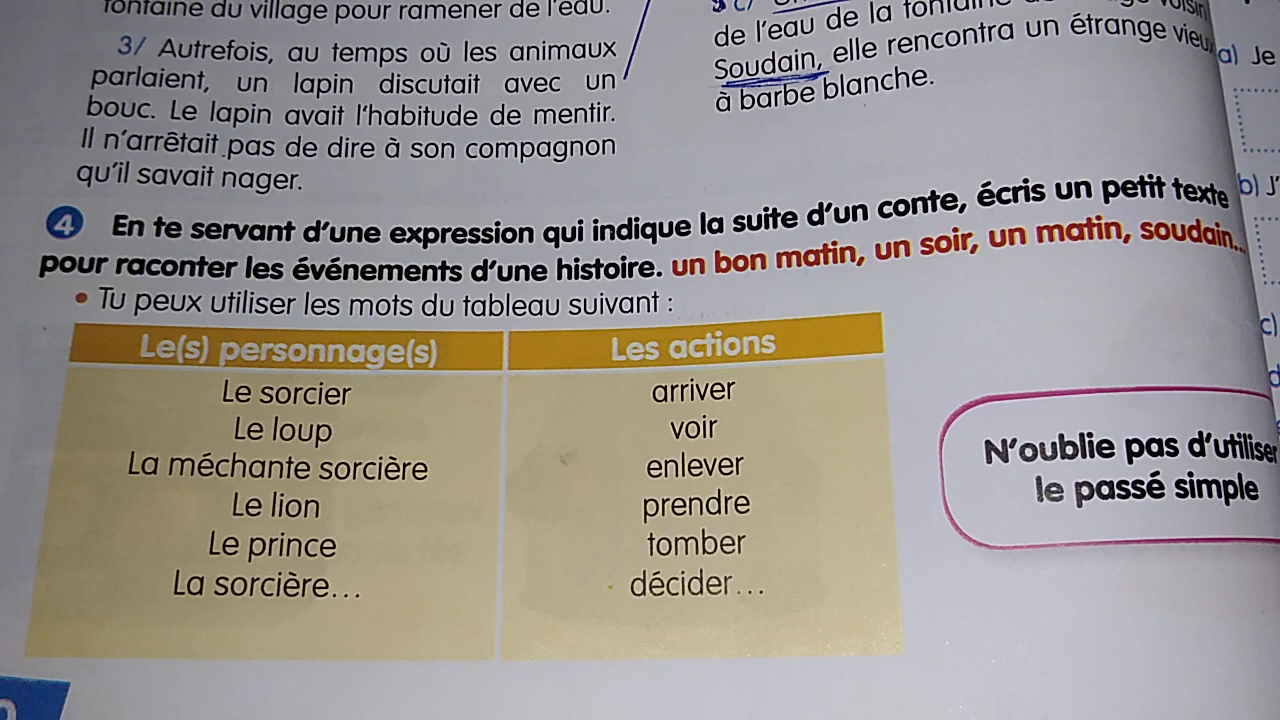 fontaine du village pour ramener de l'eau.
3/ Autrefois, au temps où les animaux
parlaient, un lapin discutait avec un
bouc. Le lapin avait l'habitude de mentir.
Il n'arrêtait pas de dire à son compagnon
qu'il savait nager.
c/
de l'eau de la
Soudain, elle rencontra un étrange vieux
à barbe blanche.
a) Je
b) J'
c)
4 En te servant d'une expression qui indique la suite d'un conte, écris un petit texte
pour raconter les événements d'une histoire. un bon matin, un soir, un matin, soudain...
• Tu peux utiliser les mots du tableau suivant :
Le(s) personnage(s) Les actions
Le sorcier arriver
Le loup voir
La méchante sorcière enlever
Le lion prendre
Le prince tomber
La sorcière... décider...
N'oublie pas d'utiliser
le passé simple